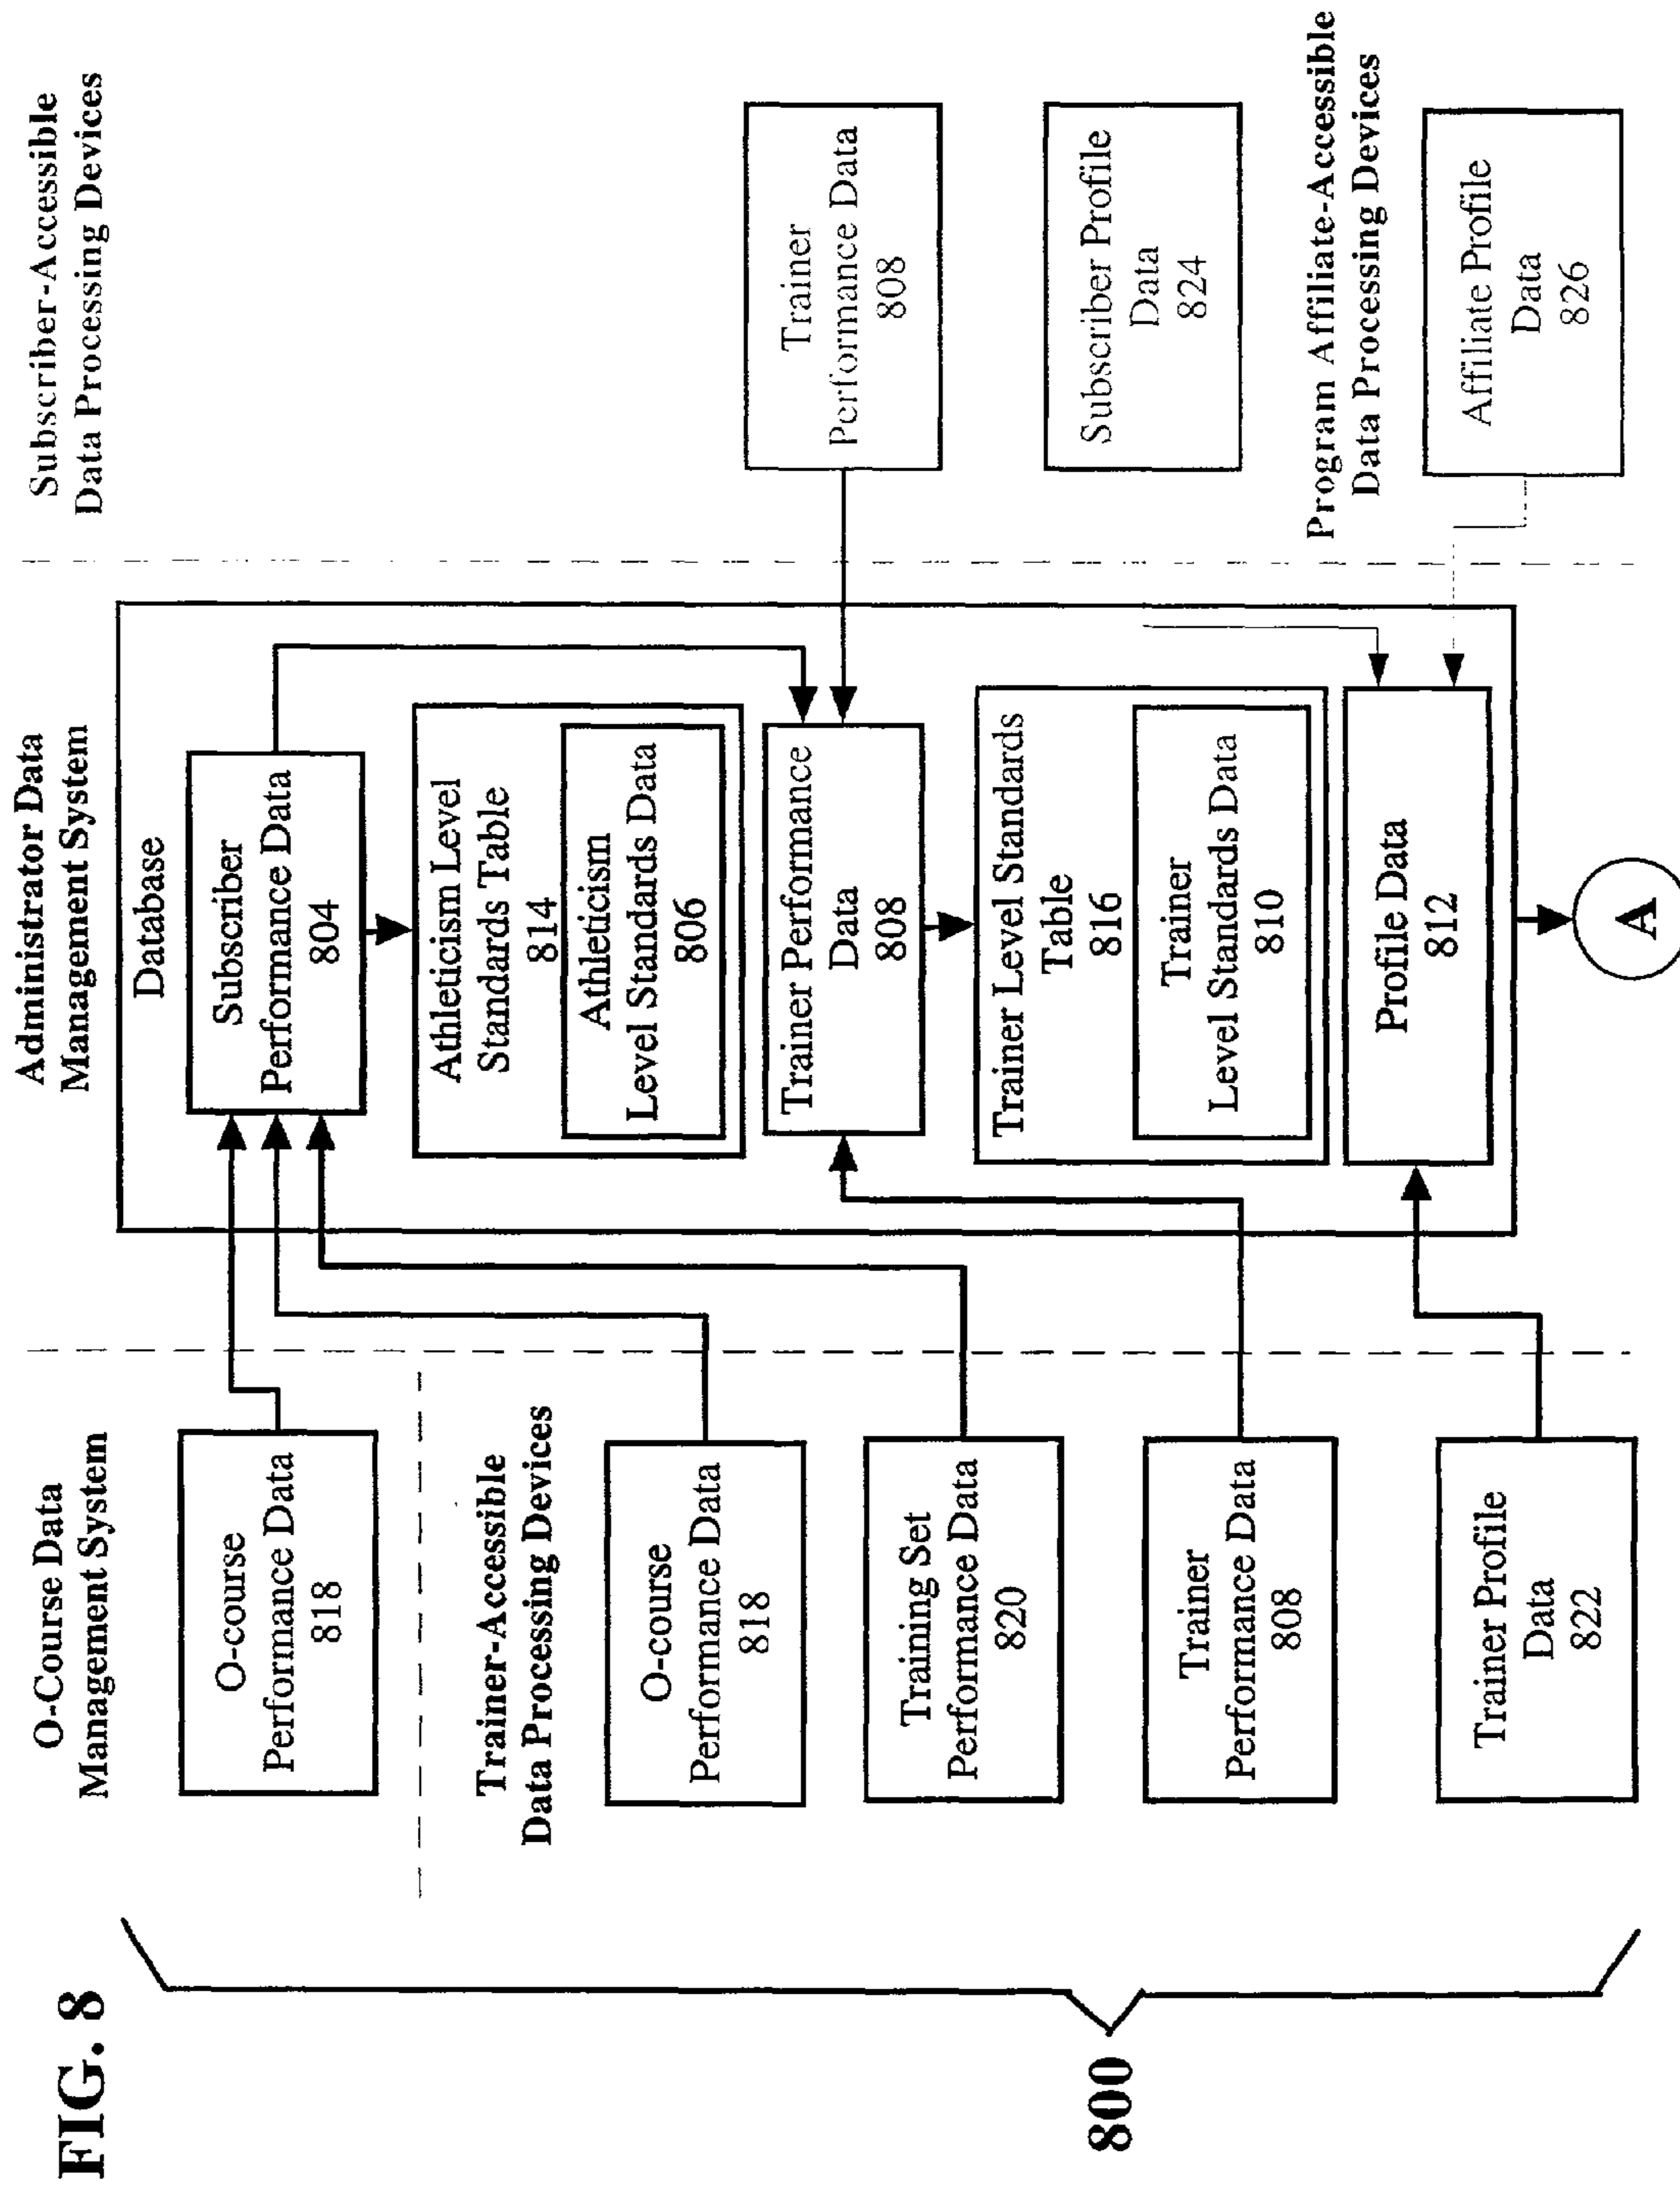 FIG. 8
800
O-Course Data
Management System
O-course
Performance Data
818
Trainer-Accessible
Data Processing Devices
O-course
Performance Data
818
Training Set
Performance Data
820
Trainer
Performance Data
808
Trainer Profile
Data
822
Administrator Data
Management System
Database
Subscriber
Performance Data
804
Athleticism Level
Standards Table
814
Athleticism
Level Standards Data
806
Trainer Performance
Data
808
Trainer Level Standards
Table
816
Trainer
Level Standards Data
810
Profile Data
812
A
Subscriber-Accessible
Data Processing Devices
Trainer
Performance Data
808
Subscriber Profile
Data
824
Program Affiliate-Accessible
Data Processing Devices
Affiliate Profile
Data
826